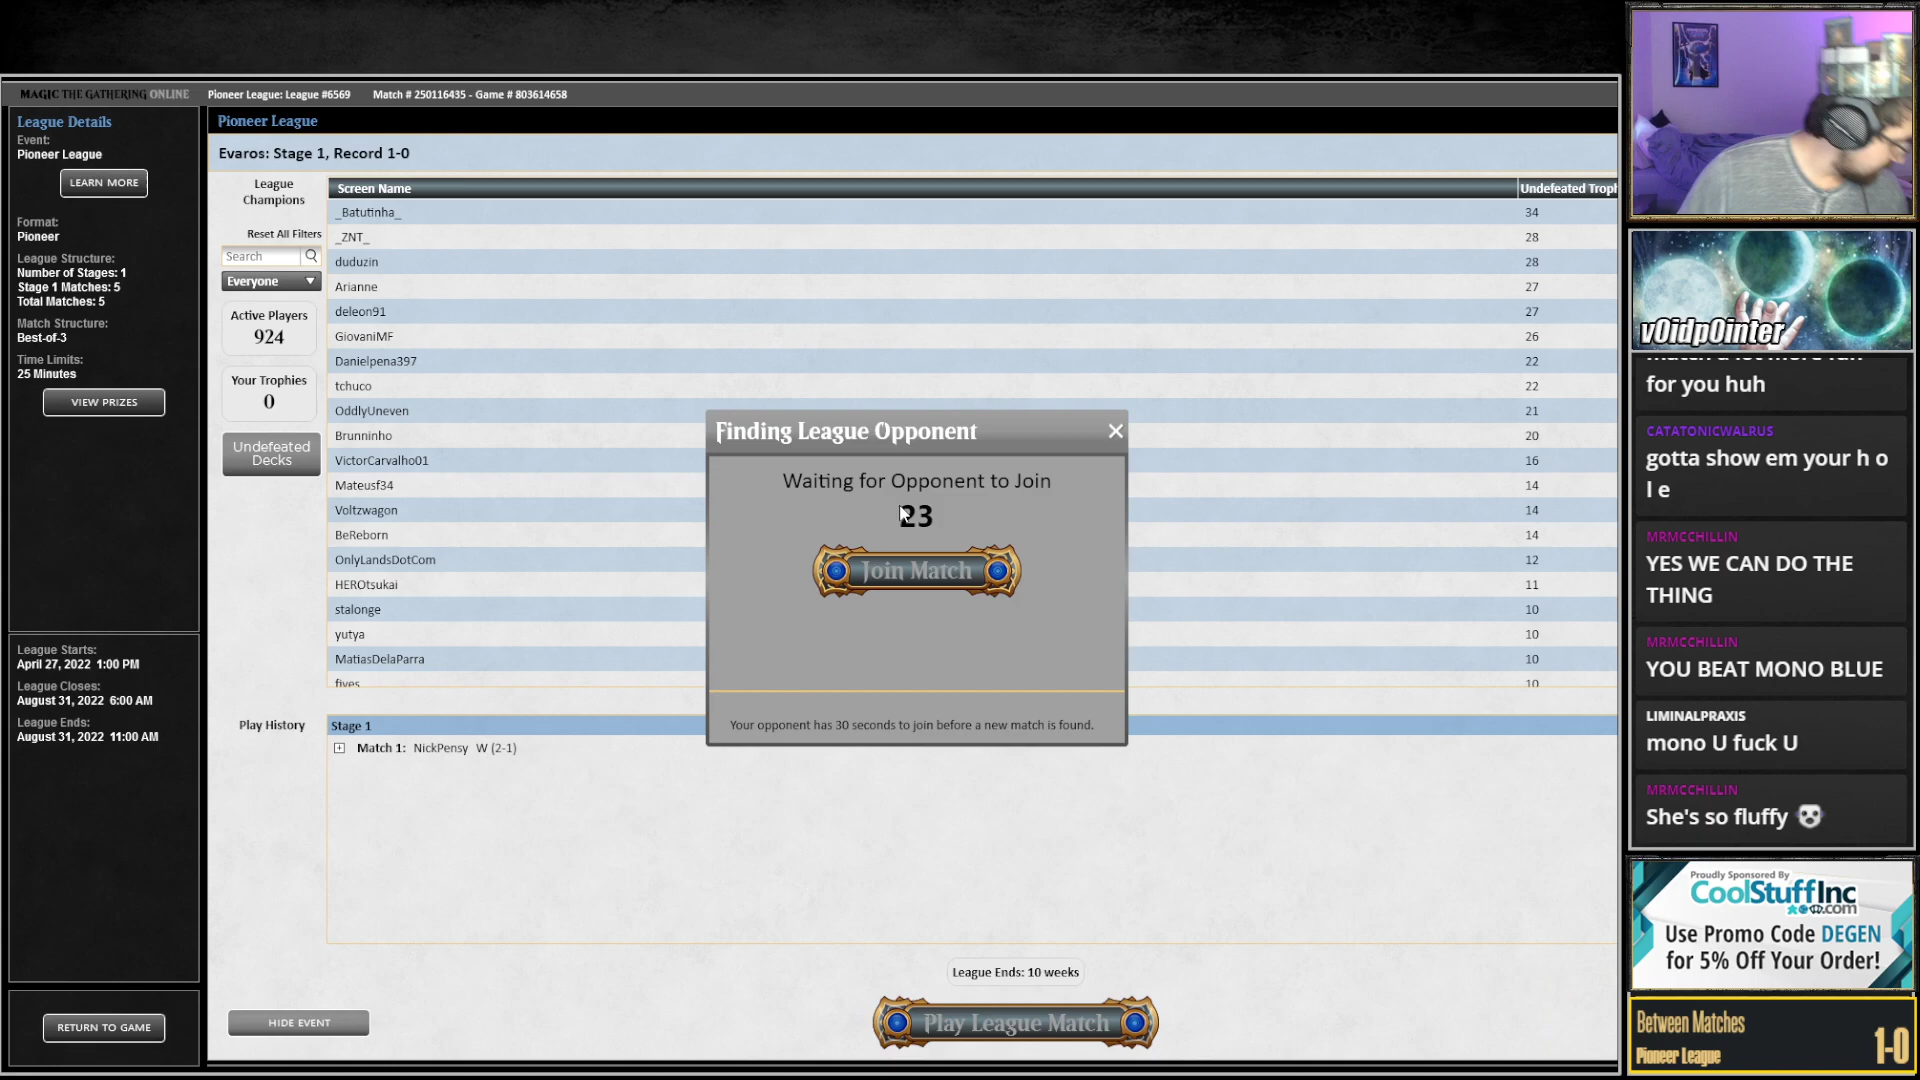 MAGIC THE GATHERING ONLINE
Pioneer League: League #6569
Match # 250116435 - Game # 803614658
League Details
Event:
Pioneer League
LEARN MORE
Format:
Pioneer
League Structure:
Number of Stages: 1
Stage 1 Matches: 5
Total Matches: 5
Match Structure:
Best-of-3
Time Limits:
25 Minutes
VIEW PRIZES
League Starts:
April 27, 2022 1:00 PM
League Closes:
August 31, 2022 6:00 AM
League Ends:
August 31, 2022 11:00 AM
RETURN TO GAME
Pioneer League
Evaros: Stage 1, Record 1-0
League
Champions
Reset All Filters
Search
Everyone
Active Players
924
Your Trophies
0
Undefeated
Decks
Screen Name
Undefeated Troph
_Batutinha_ 34
_ZNT_ 28
duduzin 28
Arianne 27
deleon91 27
GiovaniMF 26
Danielpena397 22
tchuco 22
OddlyUneven 21
Brunninho 20
VictorCarvalho01 16
Mateusf34 14
Voltzwagon 14
BeReborn 14
OnlyLandsDotCom 12
HEROtsukai 11
stalonge 10
yutya 10
MatiasDelaParra 10
fives 10
Finding League Opponent
Waiting for Opponent to Join
23
Join Match
Your opponent has 30 seconds to join before a new match is found.
Play History
Stage 1
Match 1: NickPensy W (2-1)
League Ends: 10 weeks
HIDE EVENT
Play League Match
v0idp0inter
for you huh
CATATONICWALRUS
gotta show em your h o
l e
MRMCCHILLIN
YES WE CAN DO THE
THING
MRMCCHILLIN
YOU BEAT MONO BLUE
LIMINALPRAXIS
mono U fuck U
MRMCCHILLIN
She's so fluffy
Proudly Sponsored By
CoolStuffInc
.com
Use Promo Code DEGEN
for 5% Off Your Order!
Between Matches
Pioneer League
1-0